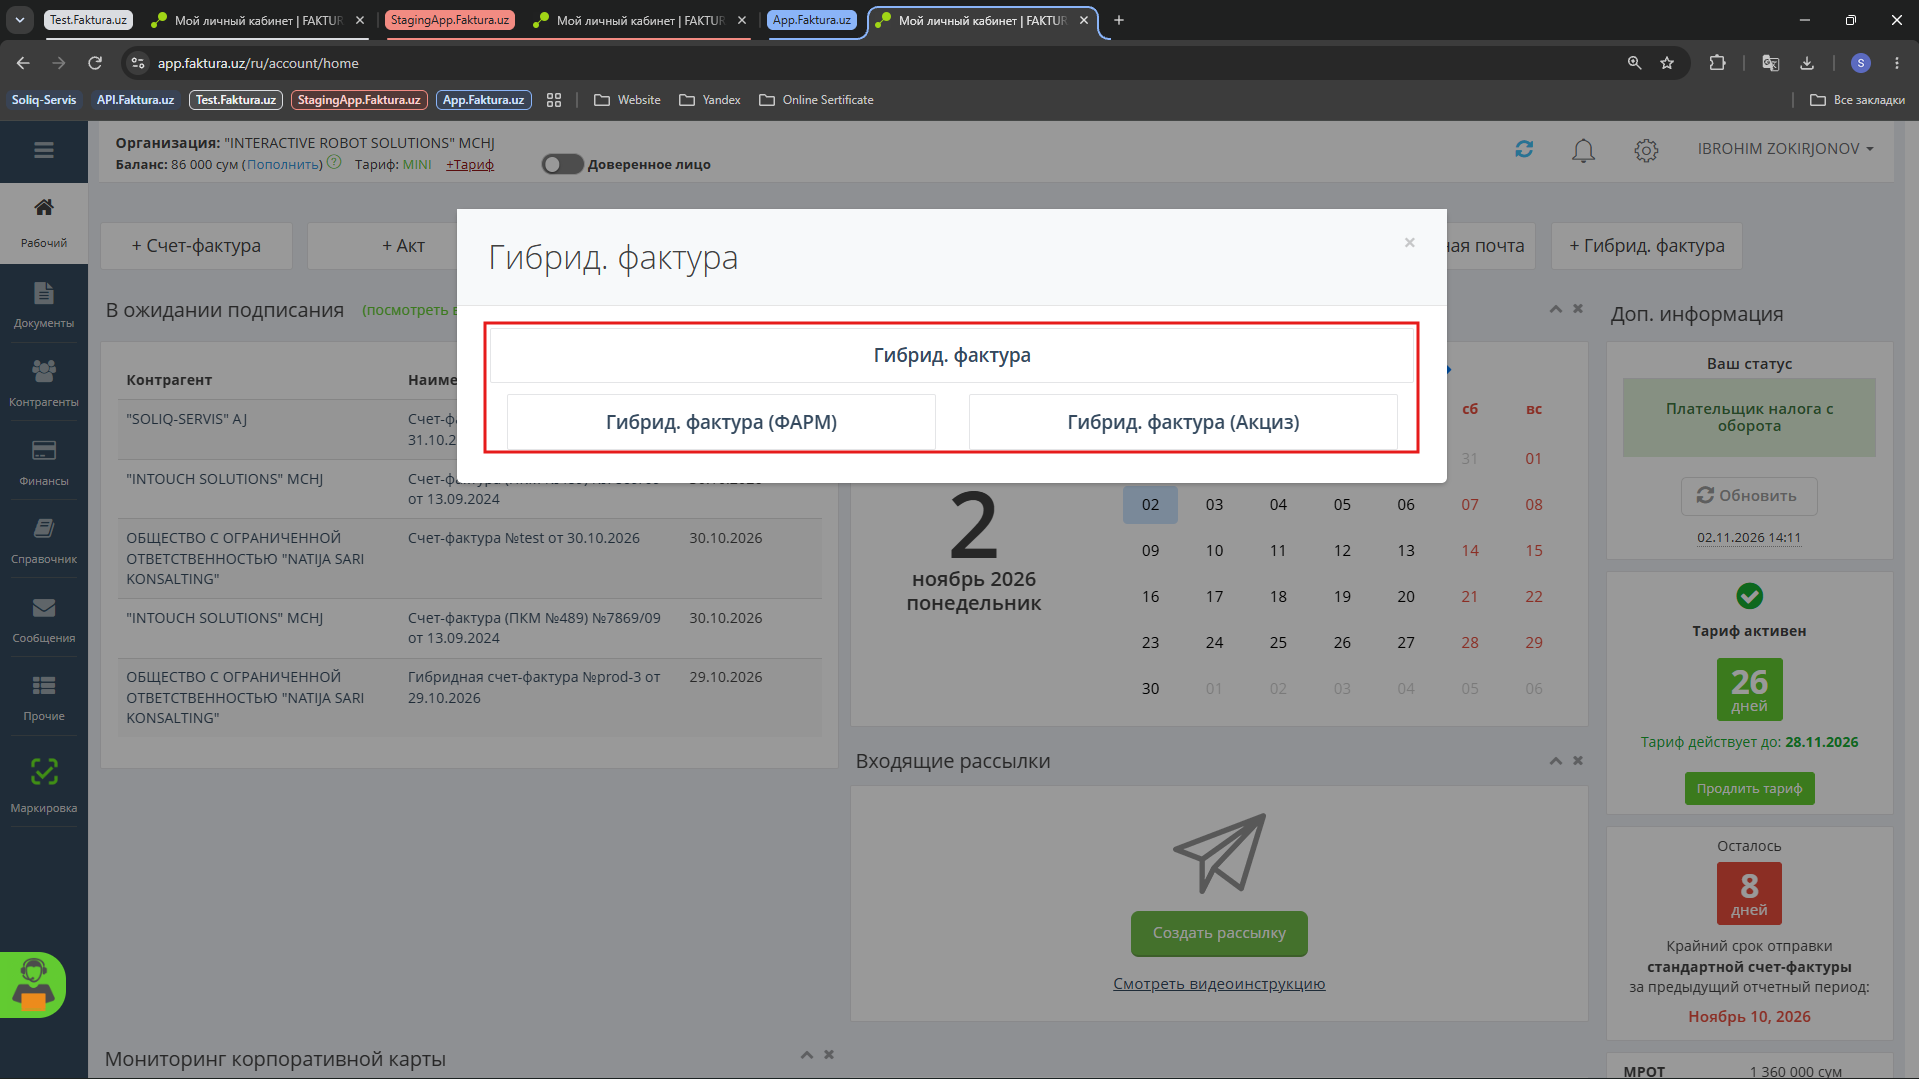 Test.Faktura.uz
Мой личный кабинет | FAKTUR
StagingApp.Faktura.uz
Мой личный кабинет | FAKTUR
App.Faktura.uz
Мой личный кабинет | FAKTUR
app.faktura.uz/ru/account/home
S
Soliq-Servis
API.Faktura.uz
Test.Faktura.uz
StagingApp.Faktura.uz
App.Faktura.uz
Website
Yandex
Online Sertificate
Все закладки
Организация: "INTERACTIVE ROBOT SOLUTIONS" MCHJ
Баланс: 86 000 сум (Пополнить) ? Тариф: MINI +Тариф
Доверенное лицо
IBROHIM ZOKIRJONOV
Рабочий
Документы
Контрагенты
Финансы
Справочник
Сообщения
Прочие
Маркировка
+ Счет-фактура
+ Акт
ная почта
+ Гибрид. фактура
Гибрид. фактура
×
Гибрид. фактура
Гибрид. фактура (ФАРМ)
Гибрид. фактура (Акциз)
В ожидании подписания
(посмотреть в
Контрагент
Наиме
"SOLIQ-SERVIS" AJ
Счет-ф
31.10.2
"INTOUCH SOLUTIONS" MCHJ
от 13.09.2024
ОБЩЕСТВО С ОГРАНИЧЕННОЙ ОТВЕТСТВЕННОСТЬЮ "NATIJA SARI KONSALTING"
Счет-фактура №test от 30.10.2026
30.10.2026
"INTOUCH SOLUTIONS" MCHJ
Счет-фактура (ПКМ №489) №7869/09 от 13.09.2024
30.10.2026
ОБЩЕСТВО С ОГРАНИЧЕННОЙ ОТВЕТСТВЕННОСТЬЮ "NATIJA SARI KONSALTING"
Гибридная счет-фактура №prod-3 от 29.10.2026
29.10.2026
2
ноябрь 2026
понедельник
сб вс
31 01
02 03 04 05 06 07 08
09 10 11 12 13 14 15
16 17 18 19 20 21 22
23 24 25 26 27 28 29
30 01 02 03 04 05 06
Входящие рассылки
Создать рассылку
Смотреть видеоинструкцию
Мониторинг корпоративной карты
Доп. информация
Ваш статус
Плательщик налога с оборота
Обновить
02.11.2026 14:11
Тариф активен
26
дней
Тариф действует до: 28.11.2026
Продлить тариф
Осталось
8
дней
Крайний срок отправки
стандартной счет-фактуры
за предыдущий отчетный период:
Ноябрь 10, 2026
МРОТ
1 360 000 сум